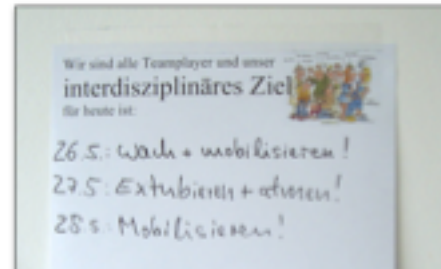 Wir sind alle Teamplayer und unser
interdisziplinäres Ziel
für heute ist:
26.5.: Wach + mobilisieren!
27.5: Extubieren + atmen!
28.5.: Mobilisieren!